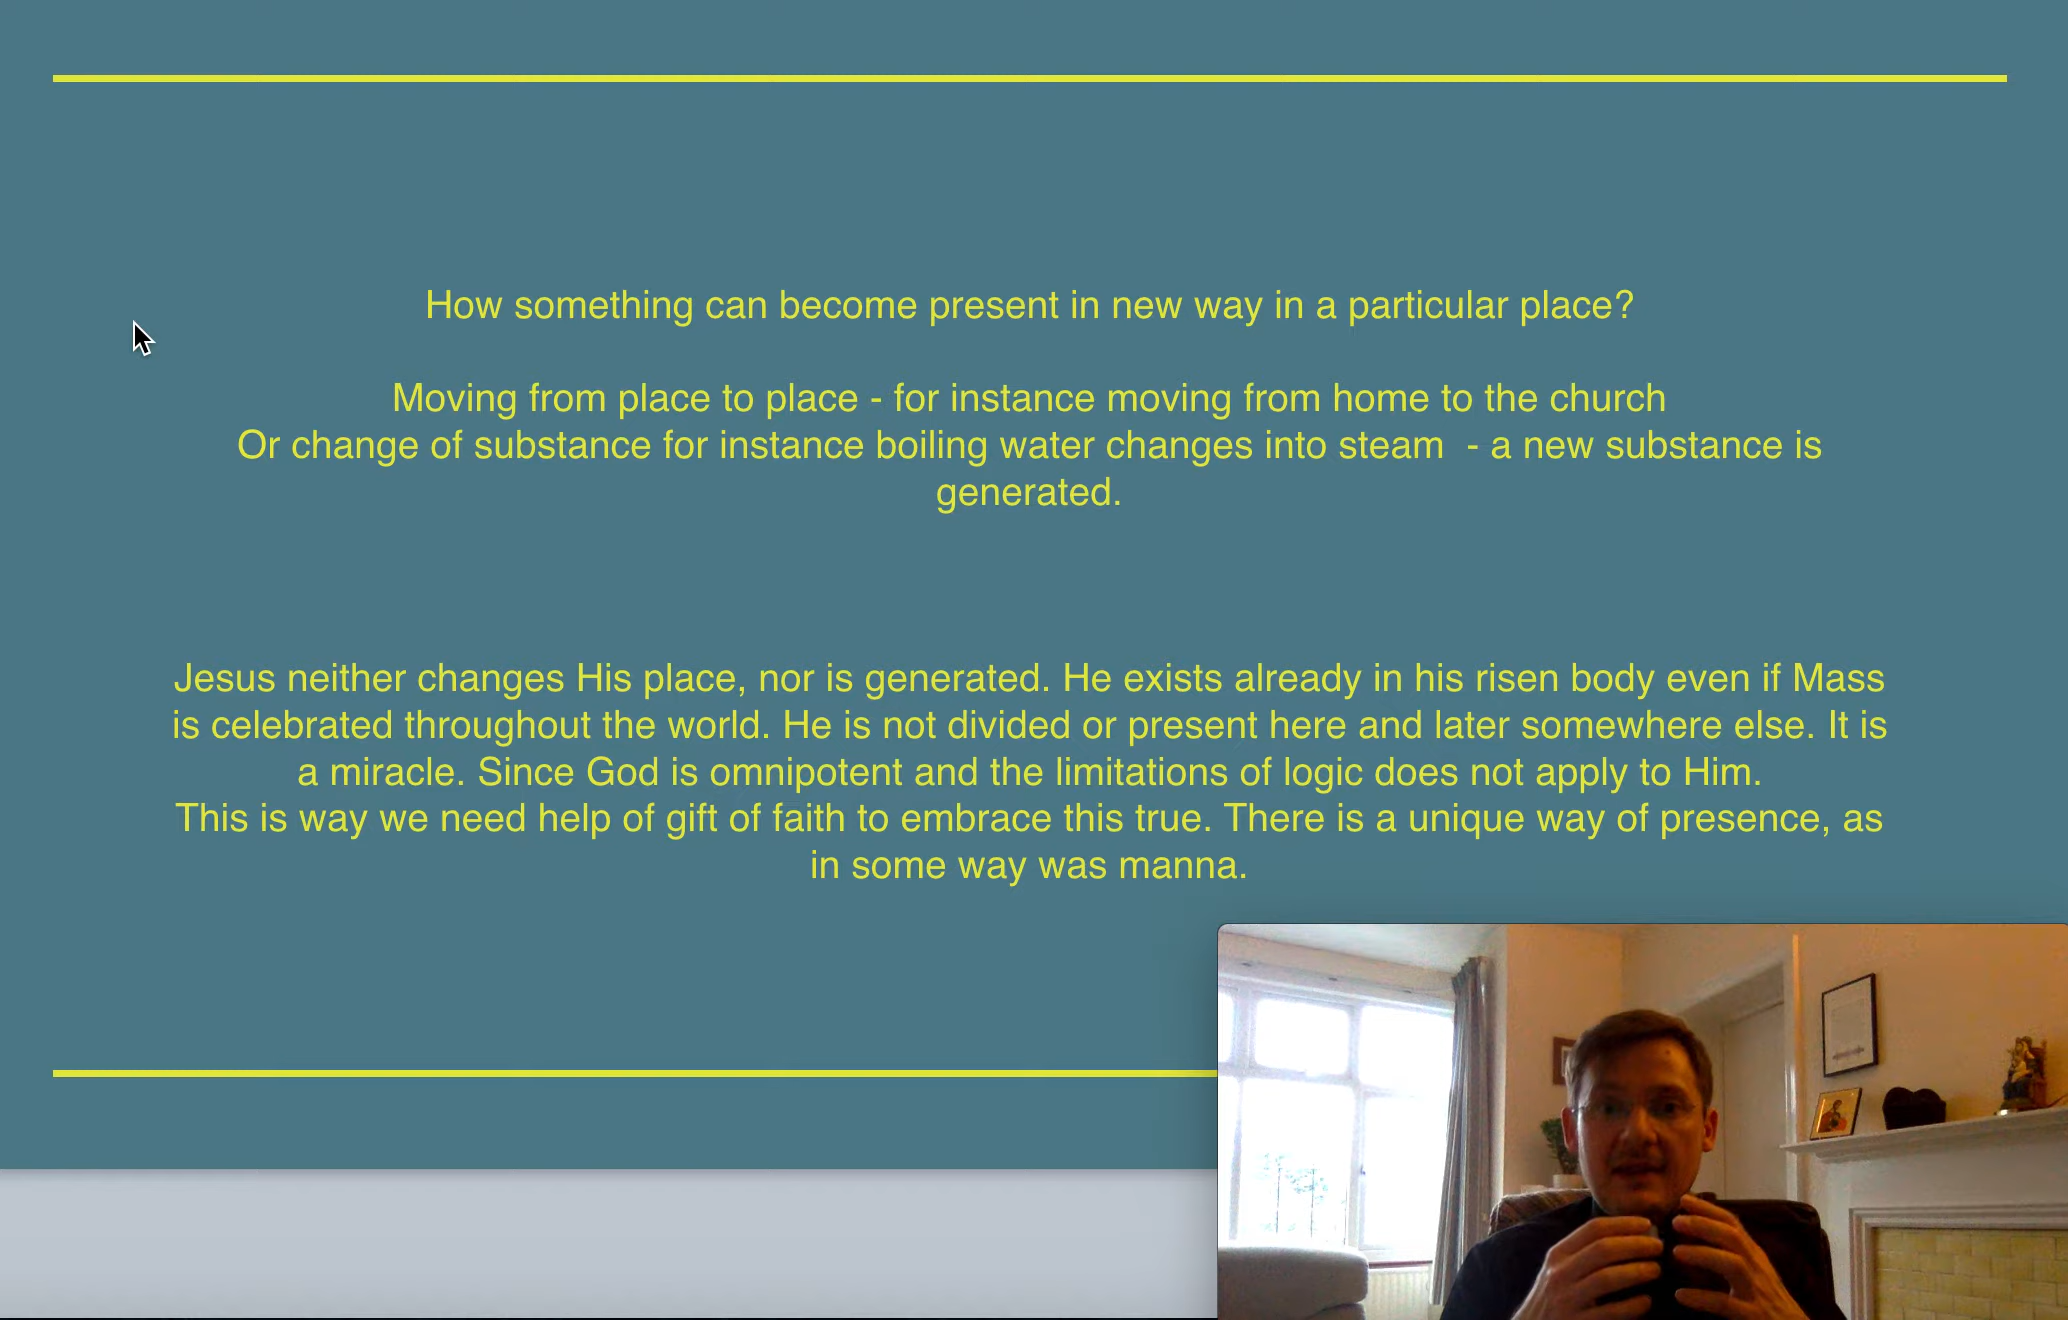 How something can become present in new way in a particular place?
Moving from place to place - for instance moving from home to the church
Or change of substance for instance boiling water changes into steam  - a new substance is
generated.
Jesus neither changes His place, nor is generated. He exists already in his risen body even if Mass
is celebrated throughout the world. He is not divided or present here and later somewhere else. It is
a miracle. Since God is omnipotent and the limitations of logic does not apply to Him.
This is way we need help of gift of faith to embrace this true. There is a unique way of presence, as
in some way was manna.